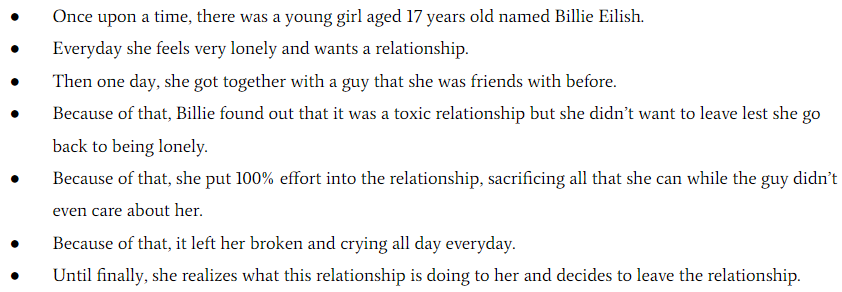 ● Once upon a time, there was a young girl aged 17 years old named Billie Eilish.
● Everyday she feels very lonely and wants a relationship.
● Then one day, she got together with a guy that she was friends with before.
● Because of that, Billie found out that it was a toxic relationship but she didn’t want to leave lest she go
back to being lonely.
● Because of that, she put 100% effort into the relationship, sacrificing all that she can while the guy didn’t
even care about her.
● Because of that, it left her broken and crying all day everyday.
● Until finally, she realizes what this relationship is doing to her and decides to leave the relationship.